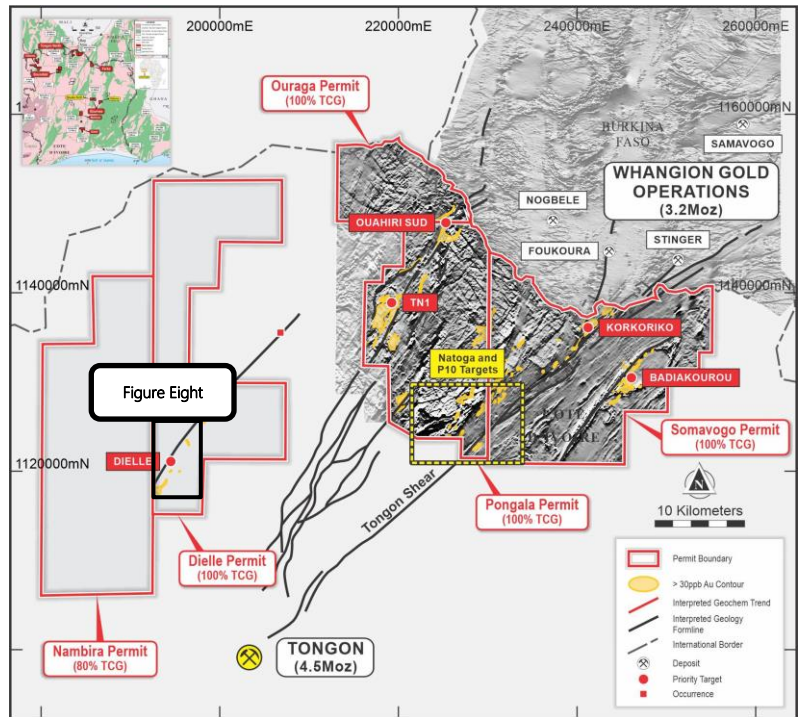 200000mE
220000mE
240000mE
260000mE
Ouraga Permit
(100% TCG)
1160000mN
BURKINA
FASO
SAMAVOGO
WHANGION GOLD
OPERATIONS
(3.2Moz)
NOGBELE
OUAHIRI SUD
FOUKOURA
STINGER
1140000mN
1140000mN
TN1
KORKORIKO
Natoga and
P10 Targets
BADIAKOUROU
Figure Eight
COTE
D'IVOIRE
Somavogo Permit
(100% TCG)
DIELLE
1120000mN
Tongon Shear
Pongala Permit
(100% TCG)
N
10 Kilometers
Dielle Permit
(100% TCG)
Nambira Permit
(80% TCG)
TONGON
(4.5Moz)
Permit Boundary
> 30ppb Au Contour
Interpreted Geochem Trend
Interpreted Geology
Formline
International Border
Deposit
Priority Target
Occurrence